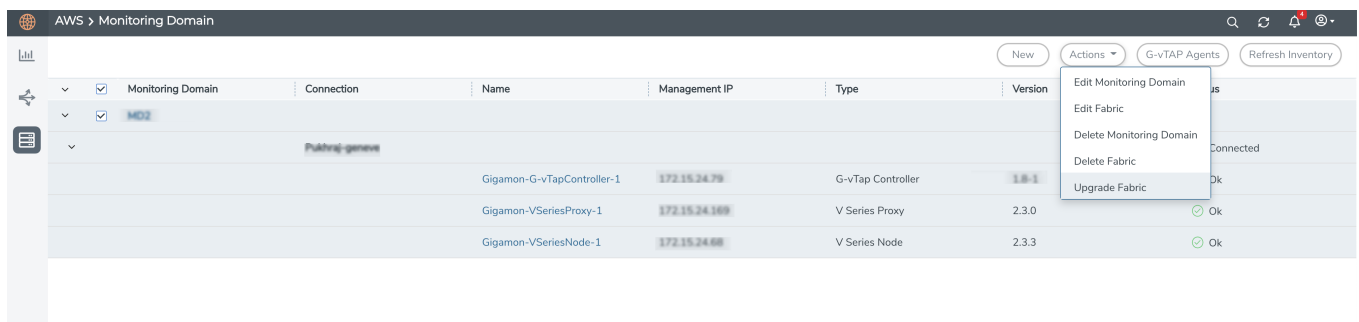 AWS > Monitoring Domain
4
New
Actions
G-vTAP Agents
Refresh Inventory
Monitoring Domain
Connection
Name
Management IP
Type
Version
us
Edit Monitoring Domain
Edit Fabric
Delete Monitoring Domain
Delete Fabric
Upgrade Fabric
MD2
Pukhraj-geneve
Connected
Gigamon-G-vTapController-1
172.15.24.79
G-vTap Controller
1.8-1
Ok
Gigamon-VSeriesProxy-1
172.15.24.169
V Series Proxy
2.3.0
Ok
Gigamon-VSeriesNode-1
172.15.24.68
V Series Node
2.3.3
Ok